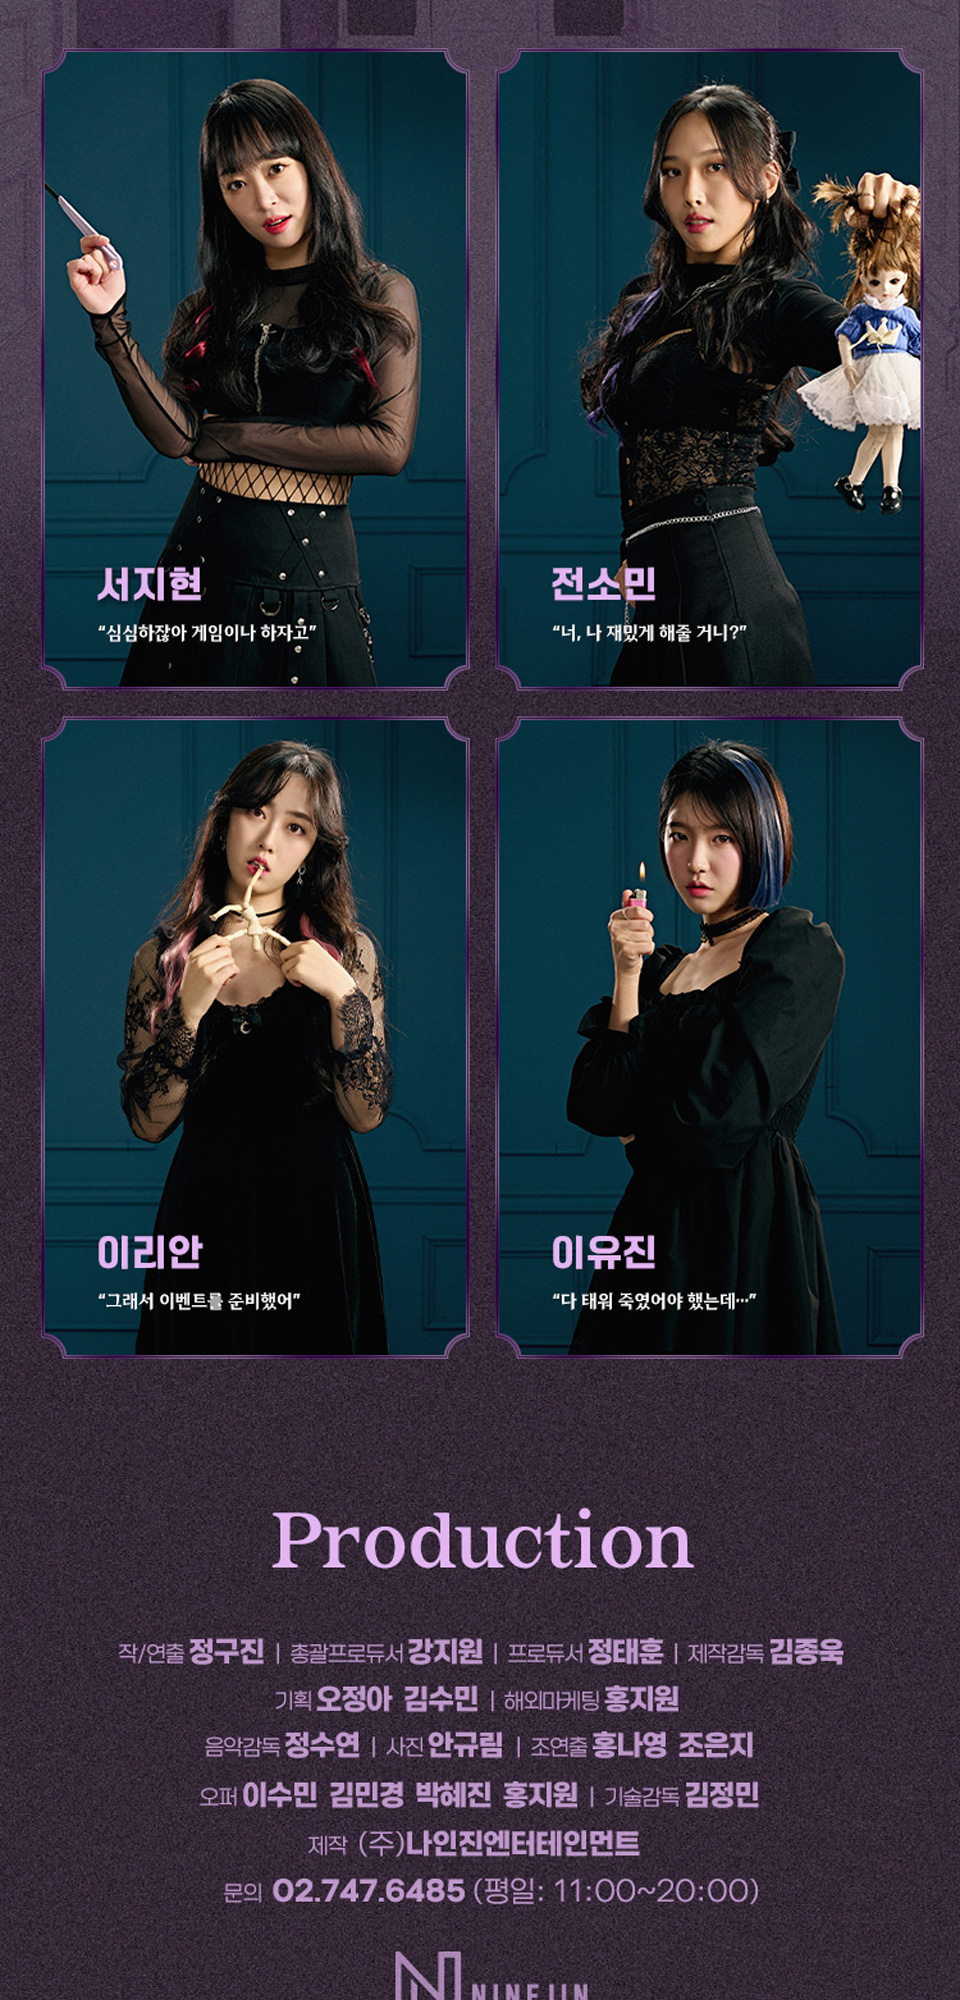 서지현
“심심하잖아 게임이나 하자고”
전소민
“너, 나 재밌게 해줄 거니?”
이리안
“그래서 이벤트를 준비했어”
이유진
“다 태워 죽였어야 했는데…”
Production
작/연출 정구진 | 총괄프로듀서 강지원 | 프로듀서 정태훈 | 제작감독 김종욱
기획 오정아 김수민 | 해외마케팅 홍지원
음악감독 정수연 | 사진 안규림 | 조연출 홍나영 조은지
오퍼 이수민 김민경 박혜진 홍지원 | 기술감독 김정민
제작 (주)나인진엔터테인먼트
문의 02.747.6485 (평일: 11:00~20:00)
NINEJIN